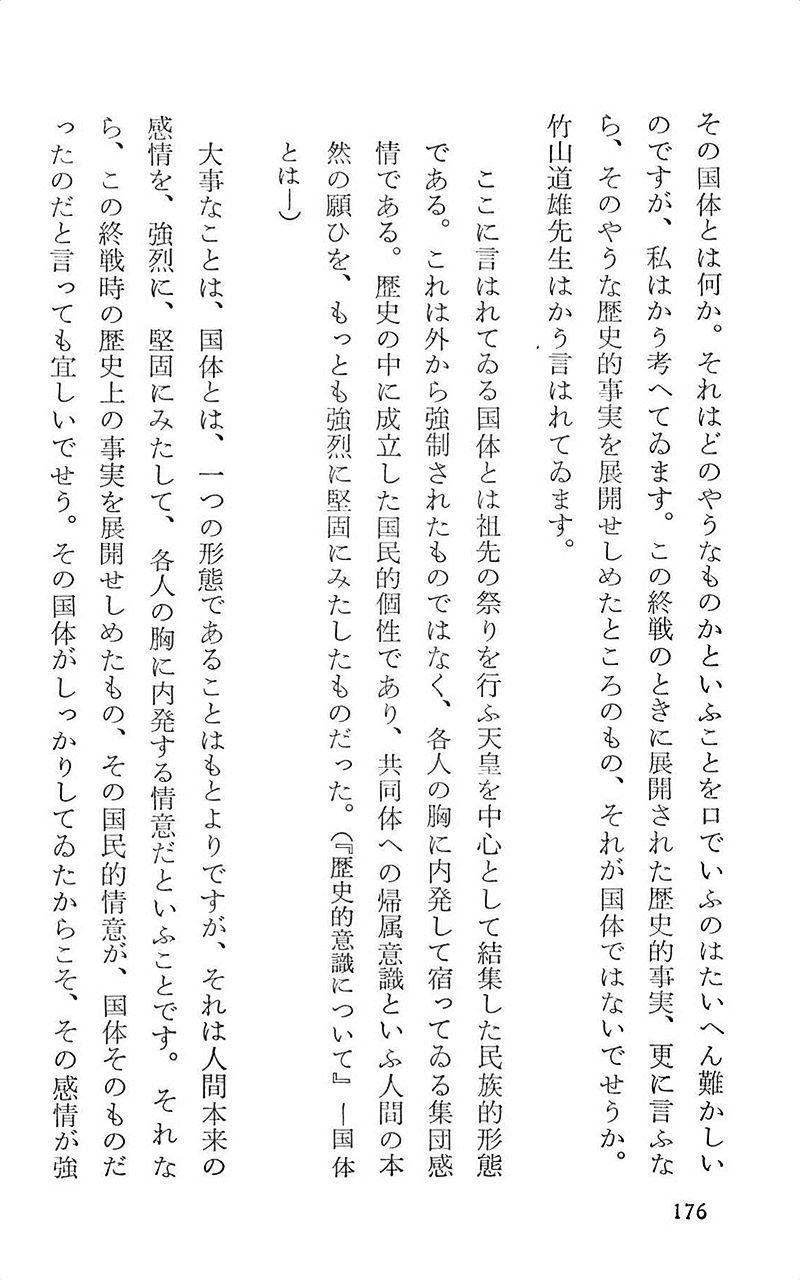 その国体とは何か。それはどのやうなものかといふことを口でいふのはたいへん難かしい
のですが、私はかう考へてゐます。この終戦のときに展開された歴史的事実、更に言ふな
ら、そのやうな歴史的事実を展開せしめたところのもの、それが国体ではないでせうか。
竹山道雄先生はかう言はれてゐます。
ここに言はれてゐる国体とは祖先の祭りを行ふ天皇を中心として結集した民族的形態
である。これは外から強制されたものではなく、各人の胸に内発して宿ってゐる集団感
情である。歴史の中に成立した国民的個性であり、共同体への帰属意識といふ人間の本
然の願ひを、もっとも強烈に堅固にみたしたものだった。（『歴史的意識について』―国体
とは―）
大事なことは、国体とは、一つの形態であることはもとよりですが、それは人間本来の
感情を、強烈に、堅固にみたして、各人の胸に内発する情意だといふことです。それな
ら、この終戦時の歴史上の事実を展開せしめたもの、その国民的情意が、国体そのものだ
ったのだと言っても宜しいでせう。その国体がしっかりしてゐたからこそ、その感情が強
176